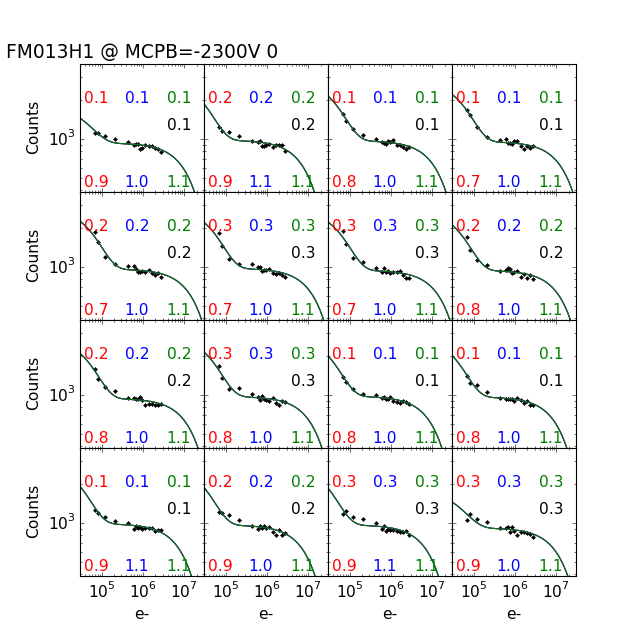 FM013H1 @ MCPB=-2300V 0
0.1 0.1 0.1 0.2 0.2 0.2 0.1 0.1 0.1 0.1 0.1 0.1
0.1 0.2 0.1 0.1
Counts
10³
0.9 1.0 1.1 0.9 1.1 1.1 0.8 1.0 1.1 0.7 1.0 1.1
0.2 0.2 0.2 0.3 0.3 0.3 0.3 0.3 0.3 0.2 0.2 0.2
0.2 0.3 0.3 0.2
Counts
10³
0.7 1.0 1.1 0.7 1.0 1.1 0.7 1.0 1.1 0.8 1.0 1.1
0.2 0.2 0.2 0.3 0.3 0.3 0.1 0.1 0.1 0.1 0.1 0.1
0.2 0.3 0.1 0.1
Counts
10³
0.8 1.0 1.1 0.8 1.0 1.1 0.8 1.0 1.1 0.8 1.0 1.1
0.1 0.1 0.1 0.2 0.2 0.2 0.3 0.3 0.3 0.3 0.3 0.3
0.1 0.2 0.3 0.3
Counts
10³
0.9 1.1 1.1 0.9 1.0 1.1 0.9 1.0 1.1 0.9 1.0 1.1
10⁵ 10⁶ 10⁷ 10⁵ 10⁶ 10⁷ 10⁵ 10⁶ 10⁷ 10⁵ 10⁶ 10⁷
e- e- e- e-